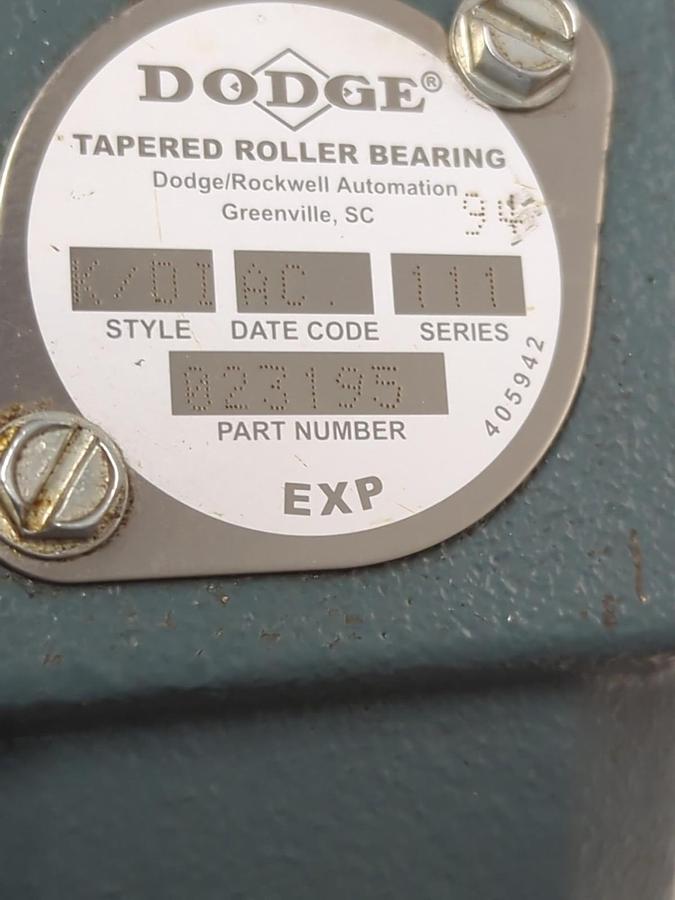 DODGE®
TAPERED ROLLER BEARING
Dodge/Rockwell Automation
Greenville, SC
94
K/DI AC. 111
STYLE DATE CODE SERIES
023195
PART NUMBER
405942
EXP